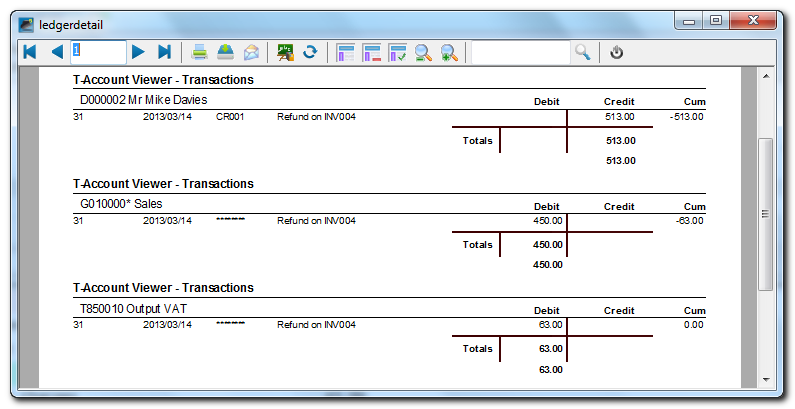 ledgerdetail
1
T-Account Viewer - Transactions
D000002 Mr Mike Davies Debit Credit Cum
31 2013/03/14 CR001 Refund on INV004 513.00 -513.00
Totals 513.00
513.00
T-Account Viewer - Transactions
G010000* Sales Debit Credit Cum
31 2013/03/14 ******** Refund on INV004 450.00 -63.00
Totals 450.00
450.00
T-Account Viewer - Transactions
T850010 Output VAT Debit Credit Cum
31 2013/03/14 ******** Refund on INV004 63.00 0.00
Totals 63.00
63.00